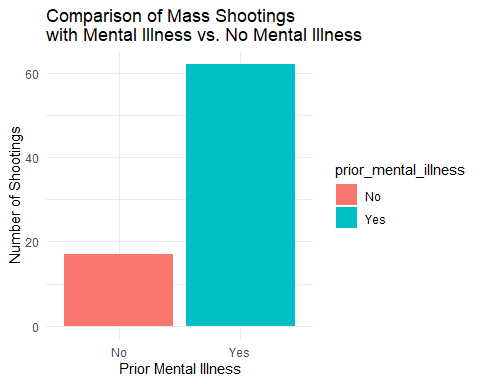 Comparison of Mass Shootings
with Mental Illness vs. No Mental Illness
60
40
20
0
Number of Shootings
No
Yes
Prior Mental Illness
prior_mental_illness
No
Yes